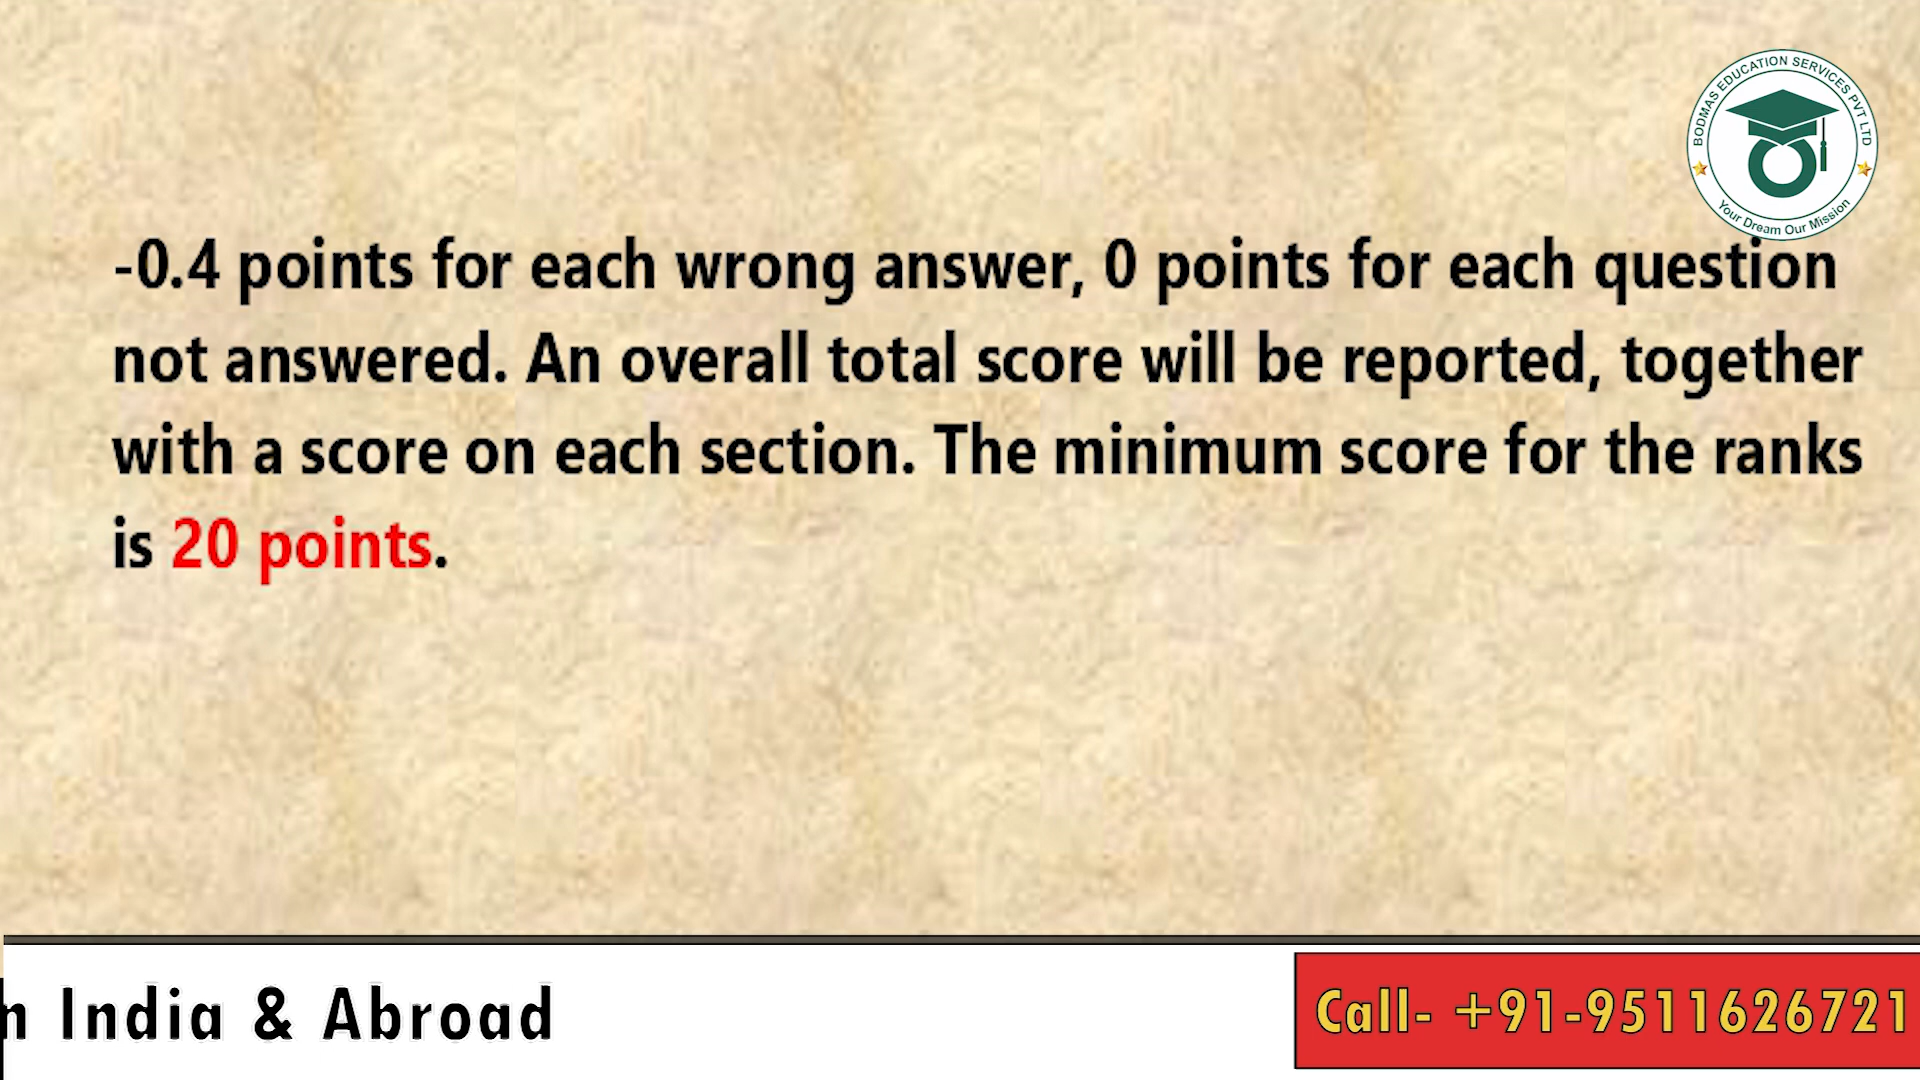 BODMAS EDUCATION SERVICES PVT LTD
Your Dream Our Mission
-0.4 points for each wrong answer, 0 points for each question
not answered. An overall total score will be reported, together
with a score on each section. The minimum score for the ranks
is 20 points.
India & Abroad
Call- +91-9511626721